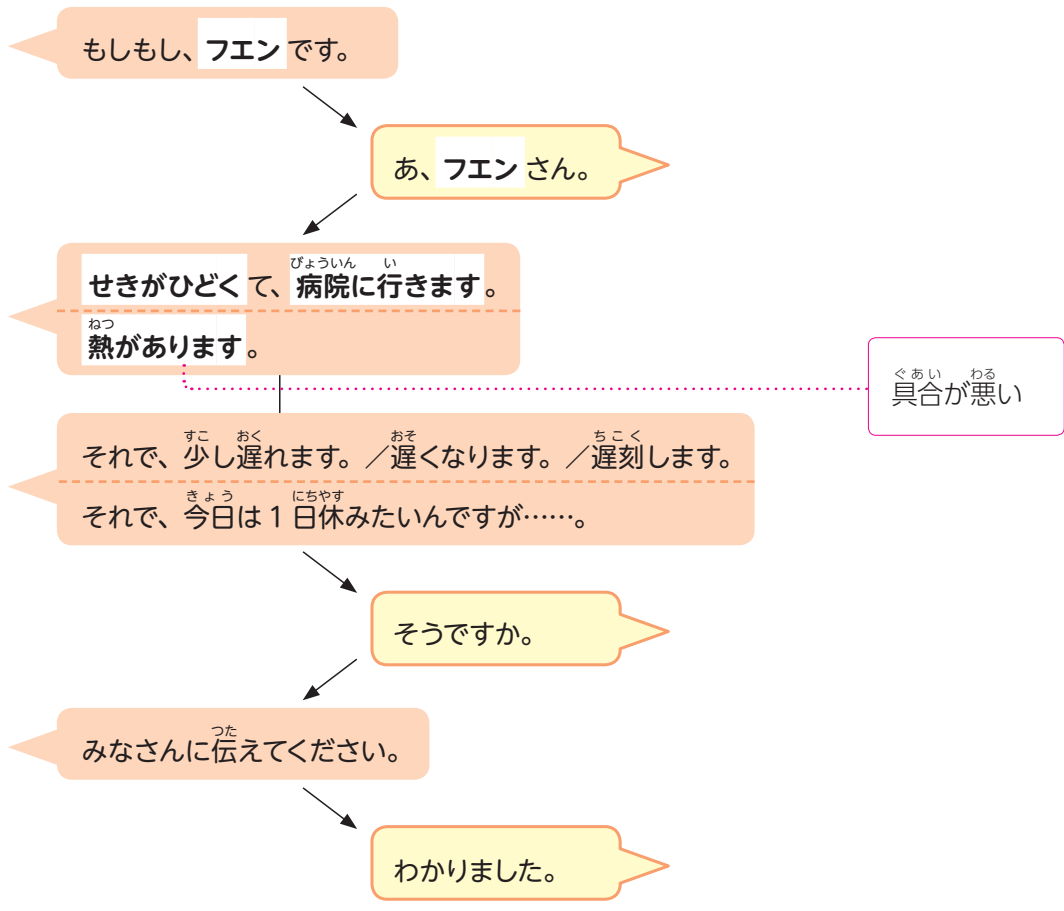 もしもし、フエンです。
あ、フエンさん。
びょういん い
せきがひどくて、病院に行きます。
ねつ
熱があります。
ぐあい わる
具合が悪い
すこ おく おそ ちこく
それで、少し遅れます。／遅くなります。／遅刻します。
きょう にちやす
それで、今日は1日休みたいんですが……。
そうですか。
つた
みなさんに伝えてください。
わかりました。